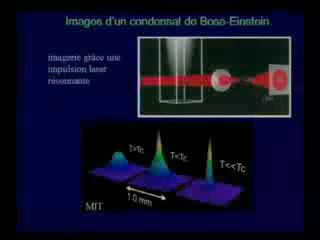 Images d'un condensat de Bose-Einstein
imagerie grâce une
impulsion laser
résonnante
T>Tc
T<Tc
T<<Tc
1.0 mm
MIT